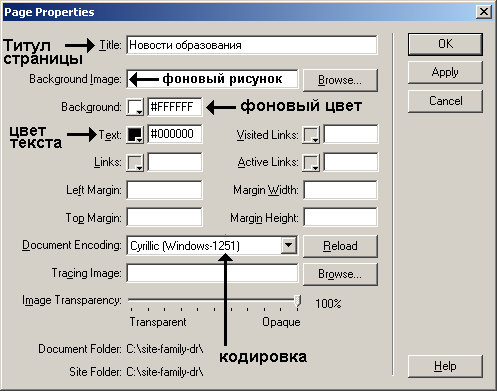 Page Properties
Титул страницы
Title: Новости образования
OK
Background Image: фоновый рисунок Browse...
Apply
Background: #FFFFFF фоновый цвет
Cancel
цвет текста
Text: #000000 Visited Links:
Links: Active Links:
Left Margin: Margin Width:
Top Margin: Margin Height:
Document Encoding: Cyrillic (Windows-1251) Reload
Tracing Image: Browse...
Image Transparency: 100%
Transparent Opaque
Document Folder: C:\site-family-dr\
кодировка
Site Folder: C:\site-family-dr\
Help